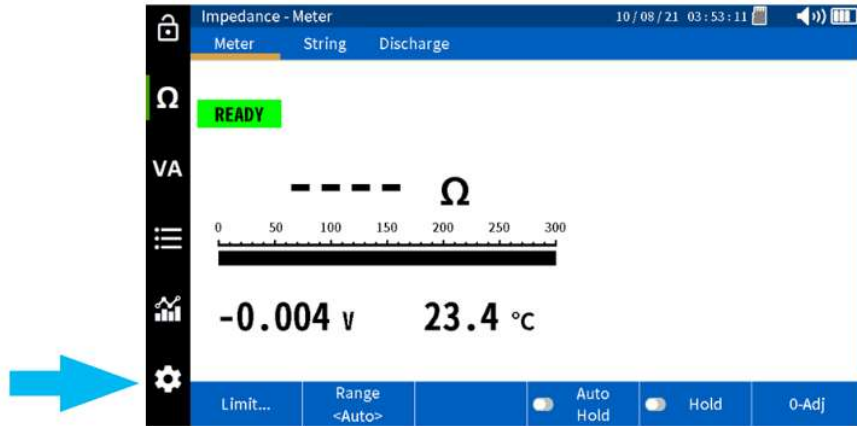 Impedance - Meter 10/08/21 03:53:11
Meter String Discharge
Ω
READY
VA
---- Ω
0 50 100 150 200 250 300
-0.004 V 23.4 °C
Limit... Range <Auto> Auto Hold Hold 0-Adj